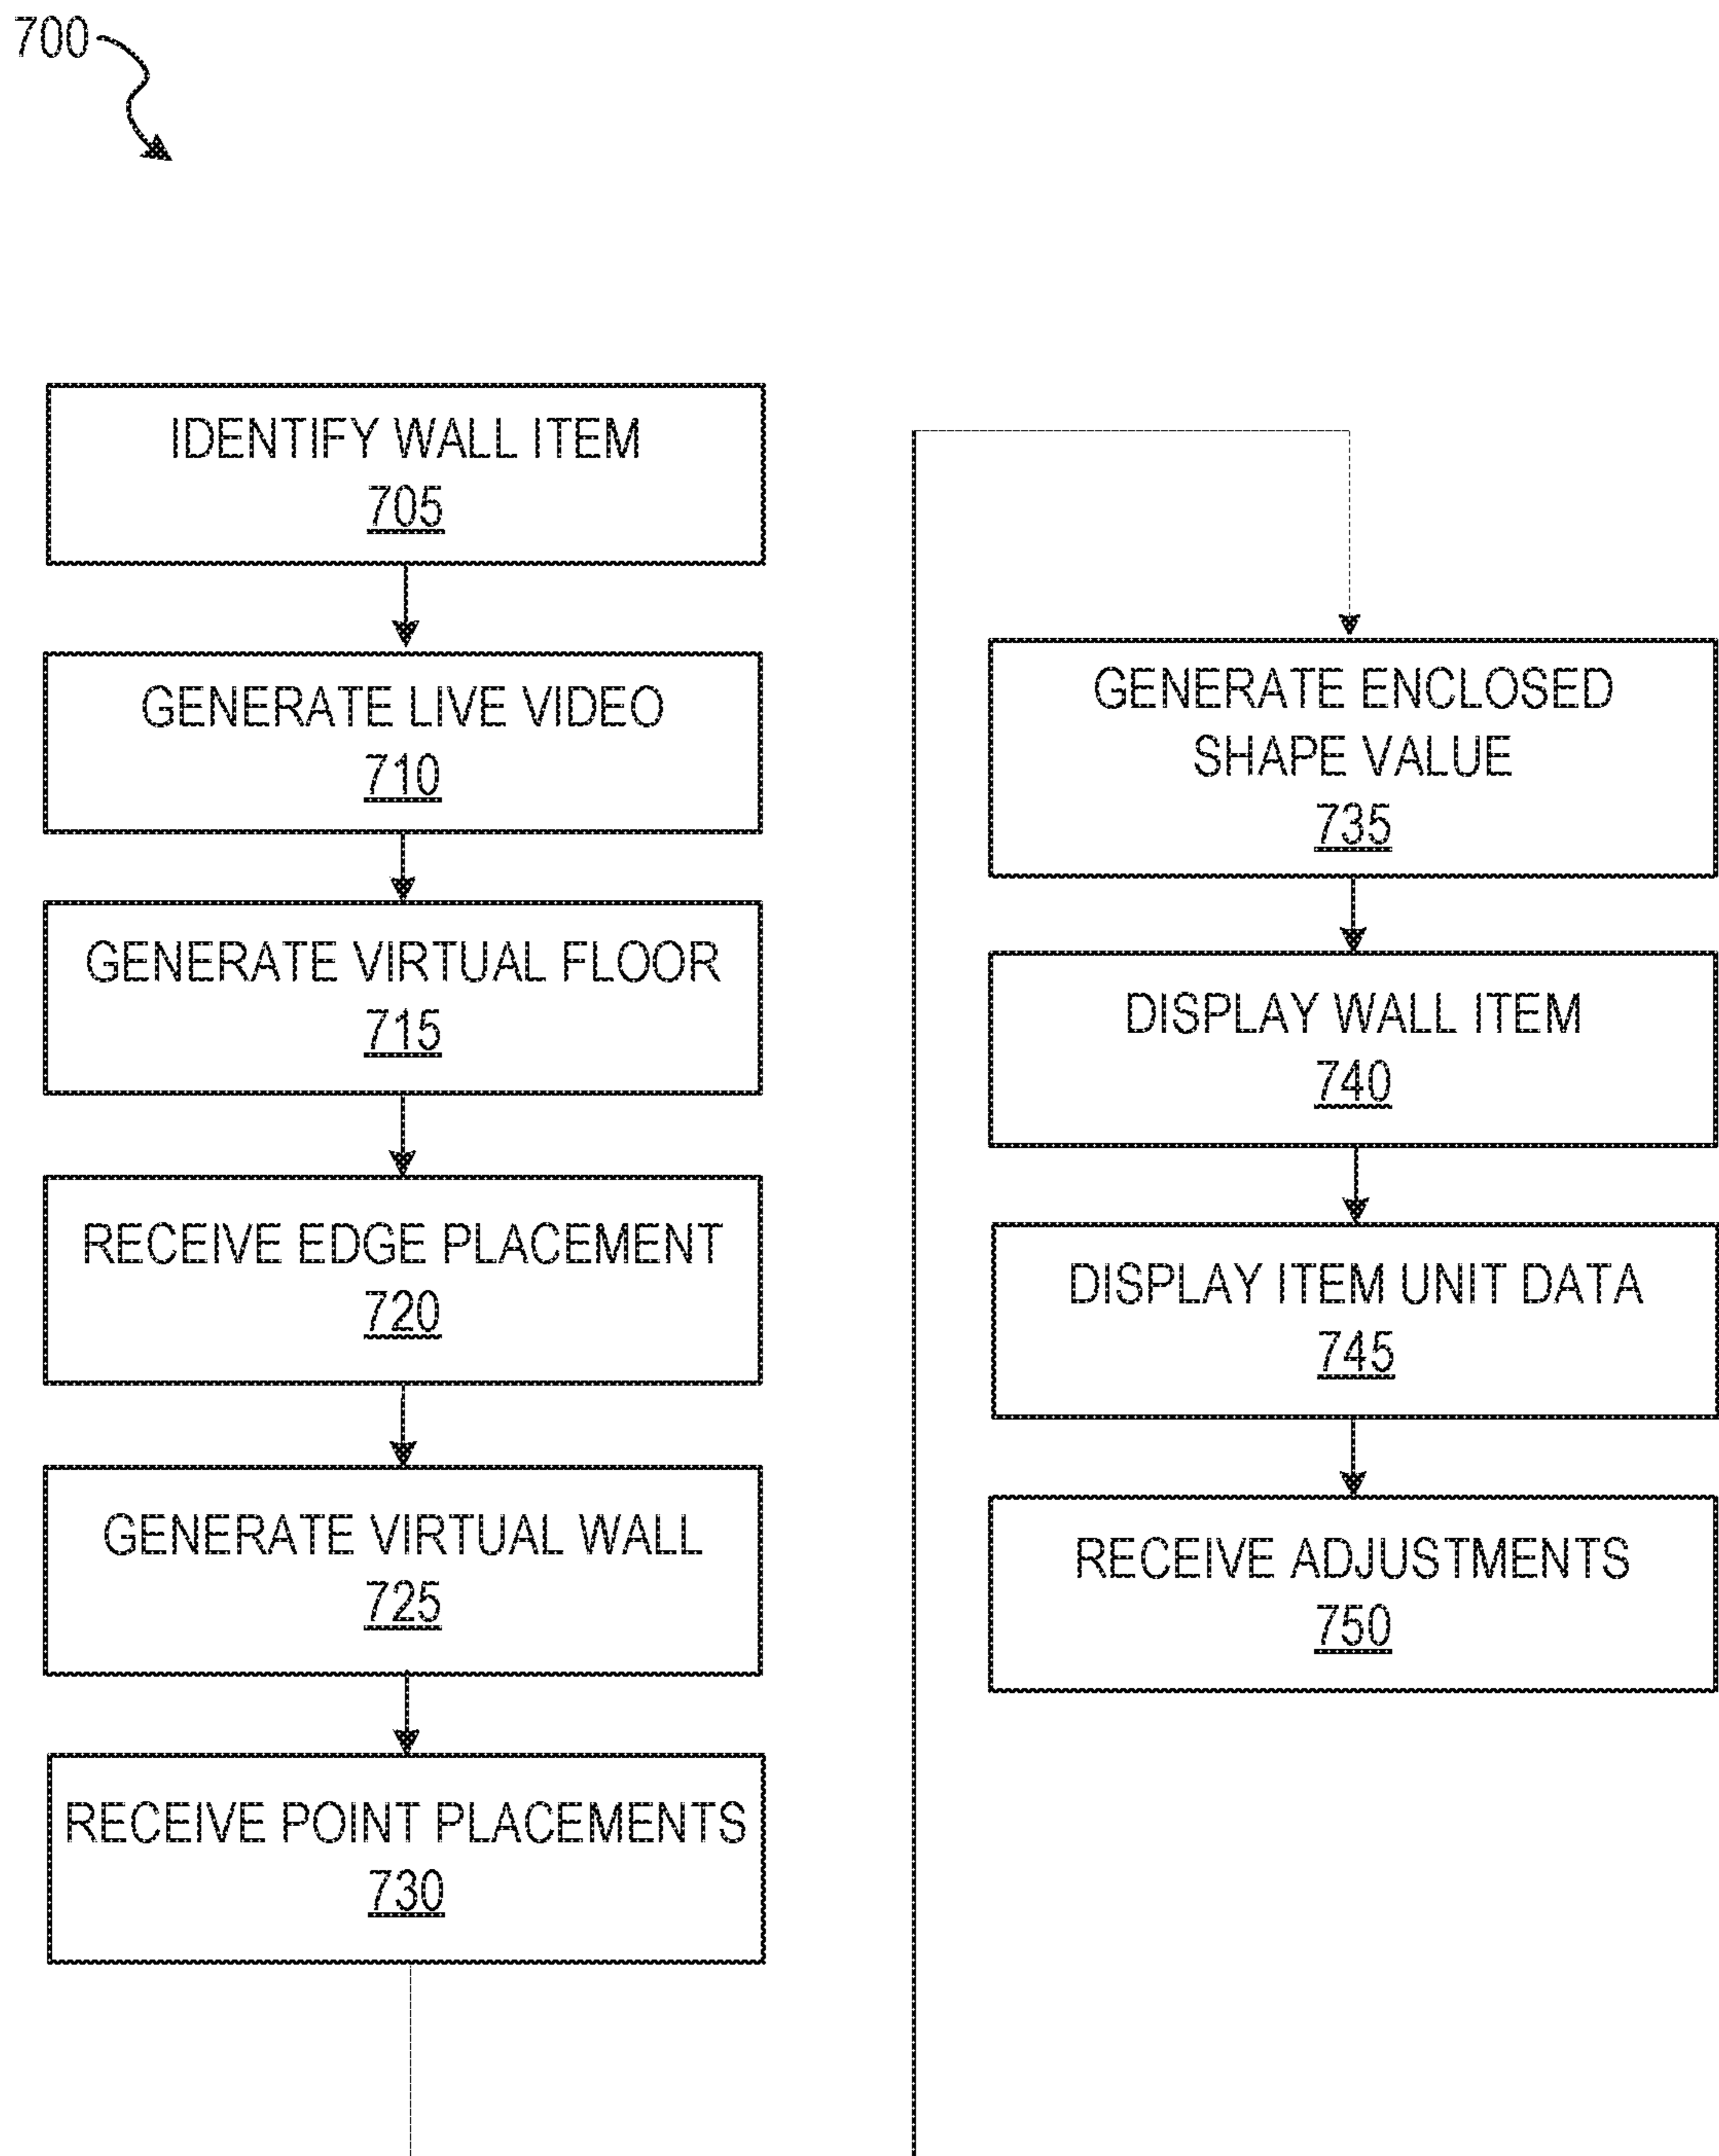 700
IDENTIFY WALL ITEM
705
GENERATE LIVE VIDEO
710
GENERATE VIRTUAL FLOOR
715
RECEIVE EDGE PLACEMENT
720
GENERATE VIRTUAL WALL
725
RECEIVE POINT PLACEMENTS
730
GENERATE ENCLOSED
SHAPE VALUE
735
DISPLAY WALL ITEM
740
DISPLAY ITEM UNIT DATA
745
RECEIVE ADJUSTMENTS
750